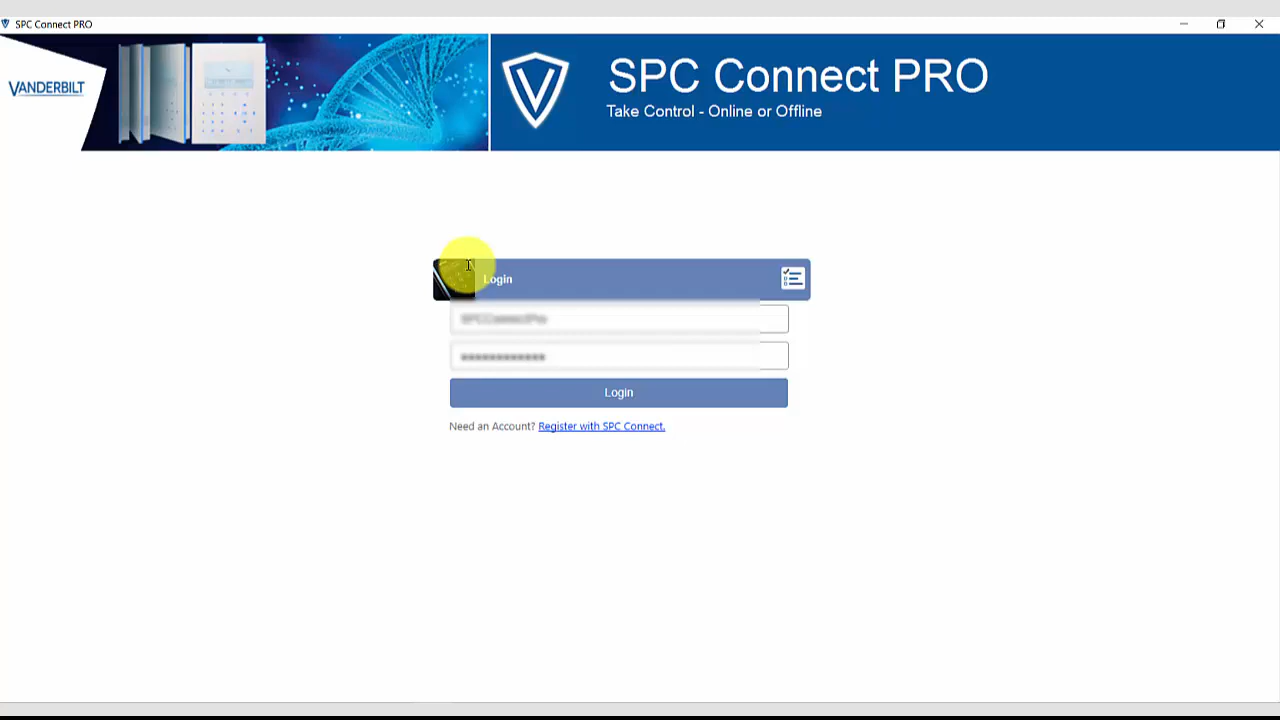 SPC Connect PRO
VANDERBILT
SPC Connect PRO
Take Control - Online or Offline
Login
SPCConnectPro
Login
Need an Account? Register with SPC Connect.